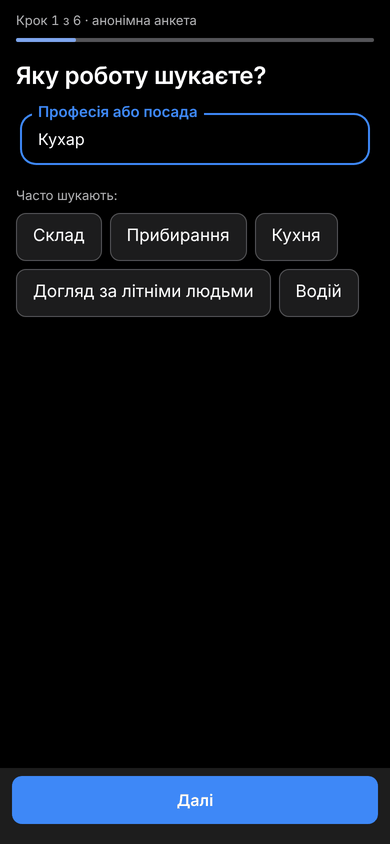 Крок 1 з 6 · анонімна анкета
Яку роботу шукаєте?
Професія або посада
Кухар
Часто шукають:
Склад
Прибирання
Кухня
Догляд за літніми людьми
Водій
Далі